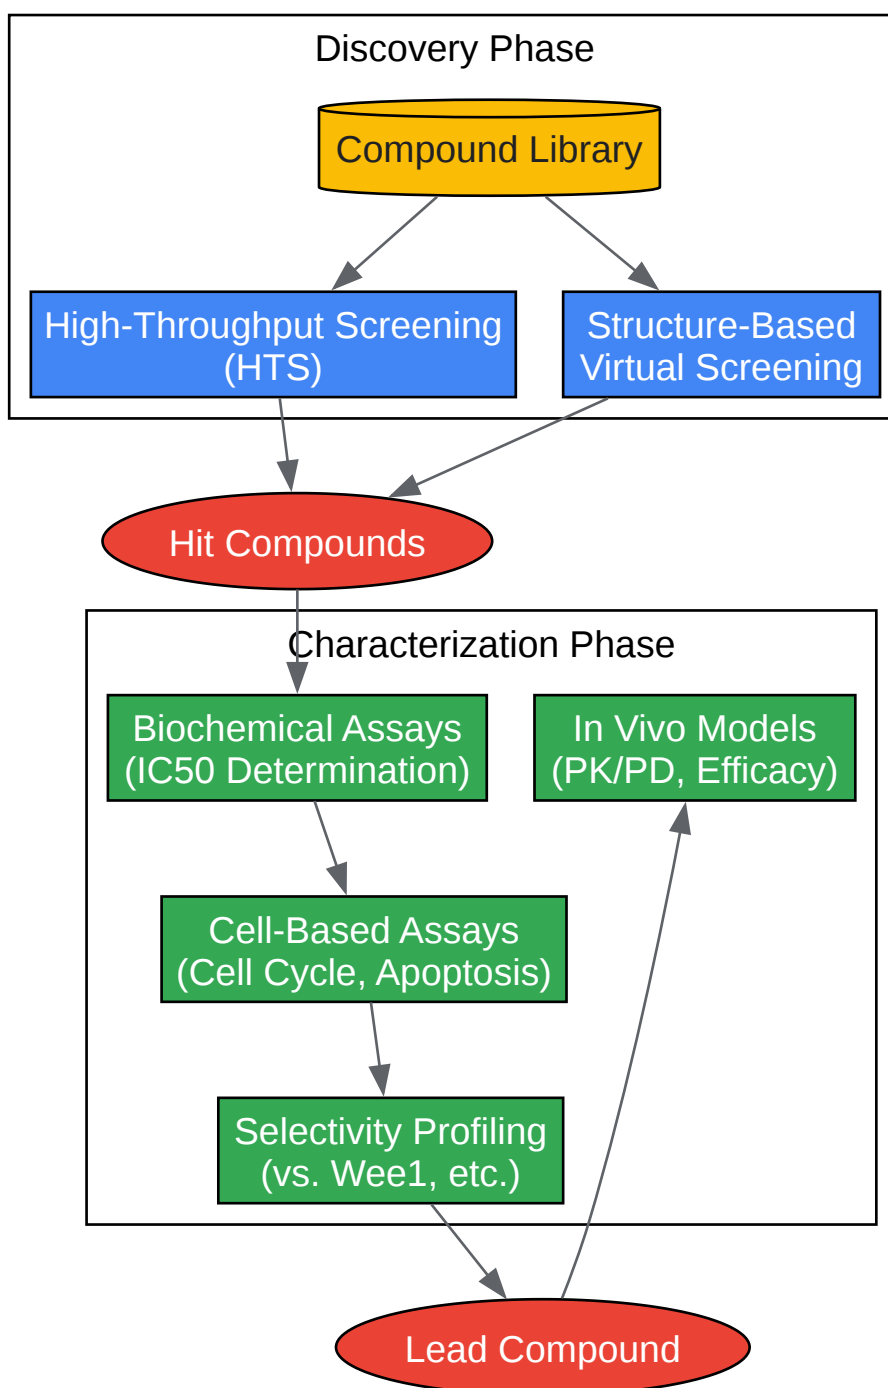 Discovery Phase
Compound Library
High-Throughput Screening
(HTS)
Structure-Based
Virtual Screening
Hit Compounds
Characterization Phase
Biochemical Assays
(IC50 Determination)
In Vivo Models
(PK/PD, Efficacy)
Cell-Based Assays
(Cell Cycle, Apoptosis)
Selectivity Profiling
(vs. Wee1, etc.)
Lead Compound